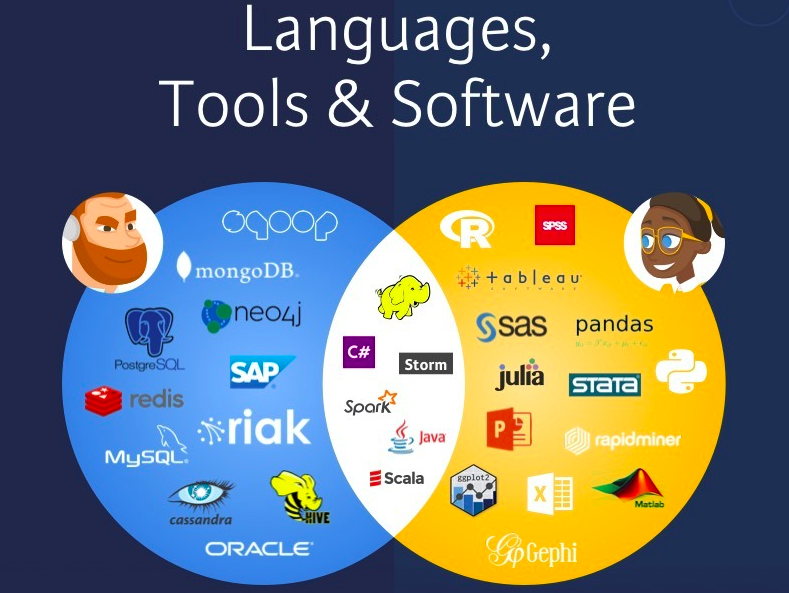 Languages,
Tools & Software
sqoop
mongoDB
neo4j
PostgreSQL
SAP
redis
riak
MySQL
cassandra
HIVE
ORACLE
C#
Storm
Spark
Java
Scala
R
SPSS
+ableau
SOFTWARE
sas
pandas
julia
STATA
P
rapidminer
ggplot2
X
Matlab
Gephi